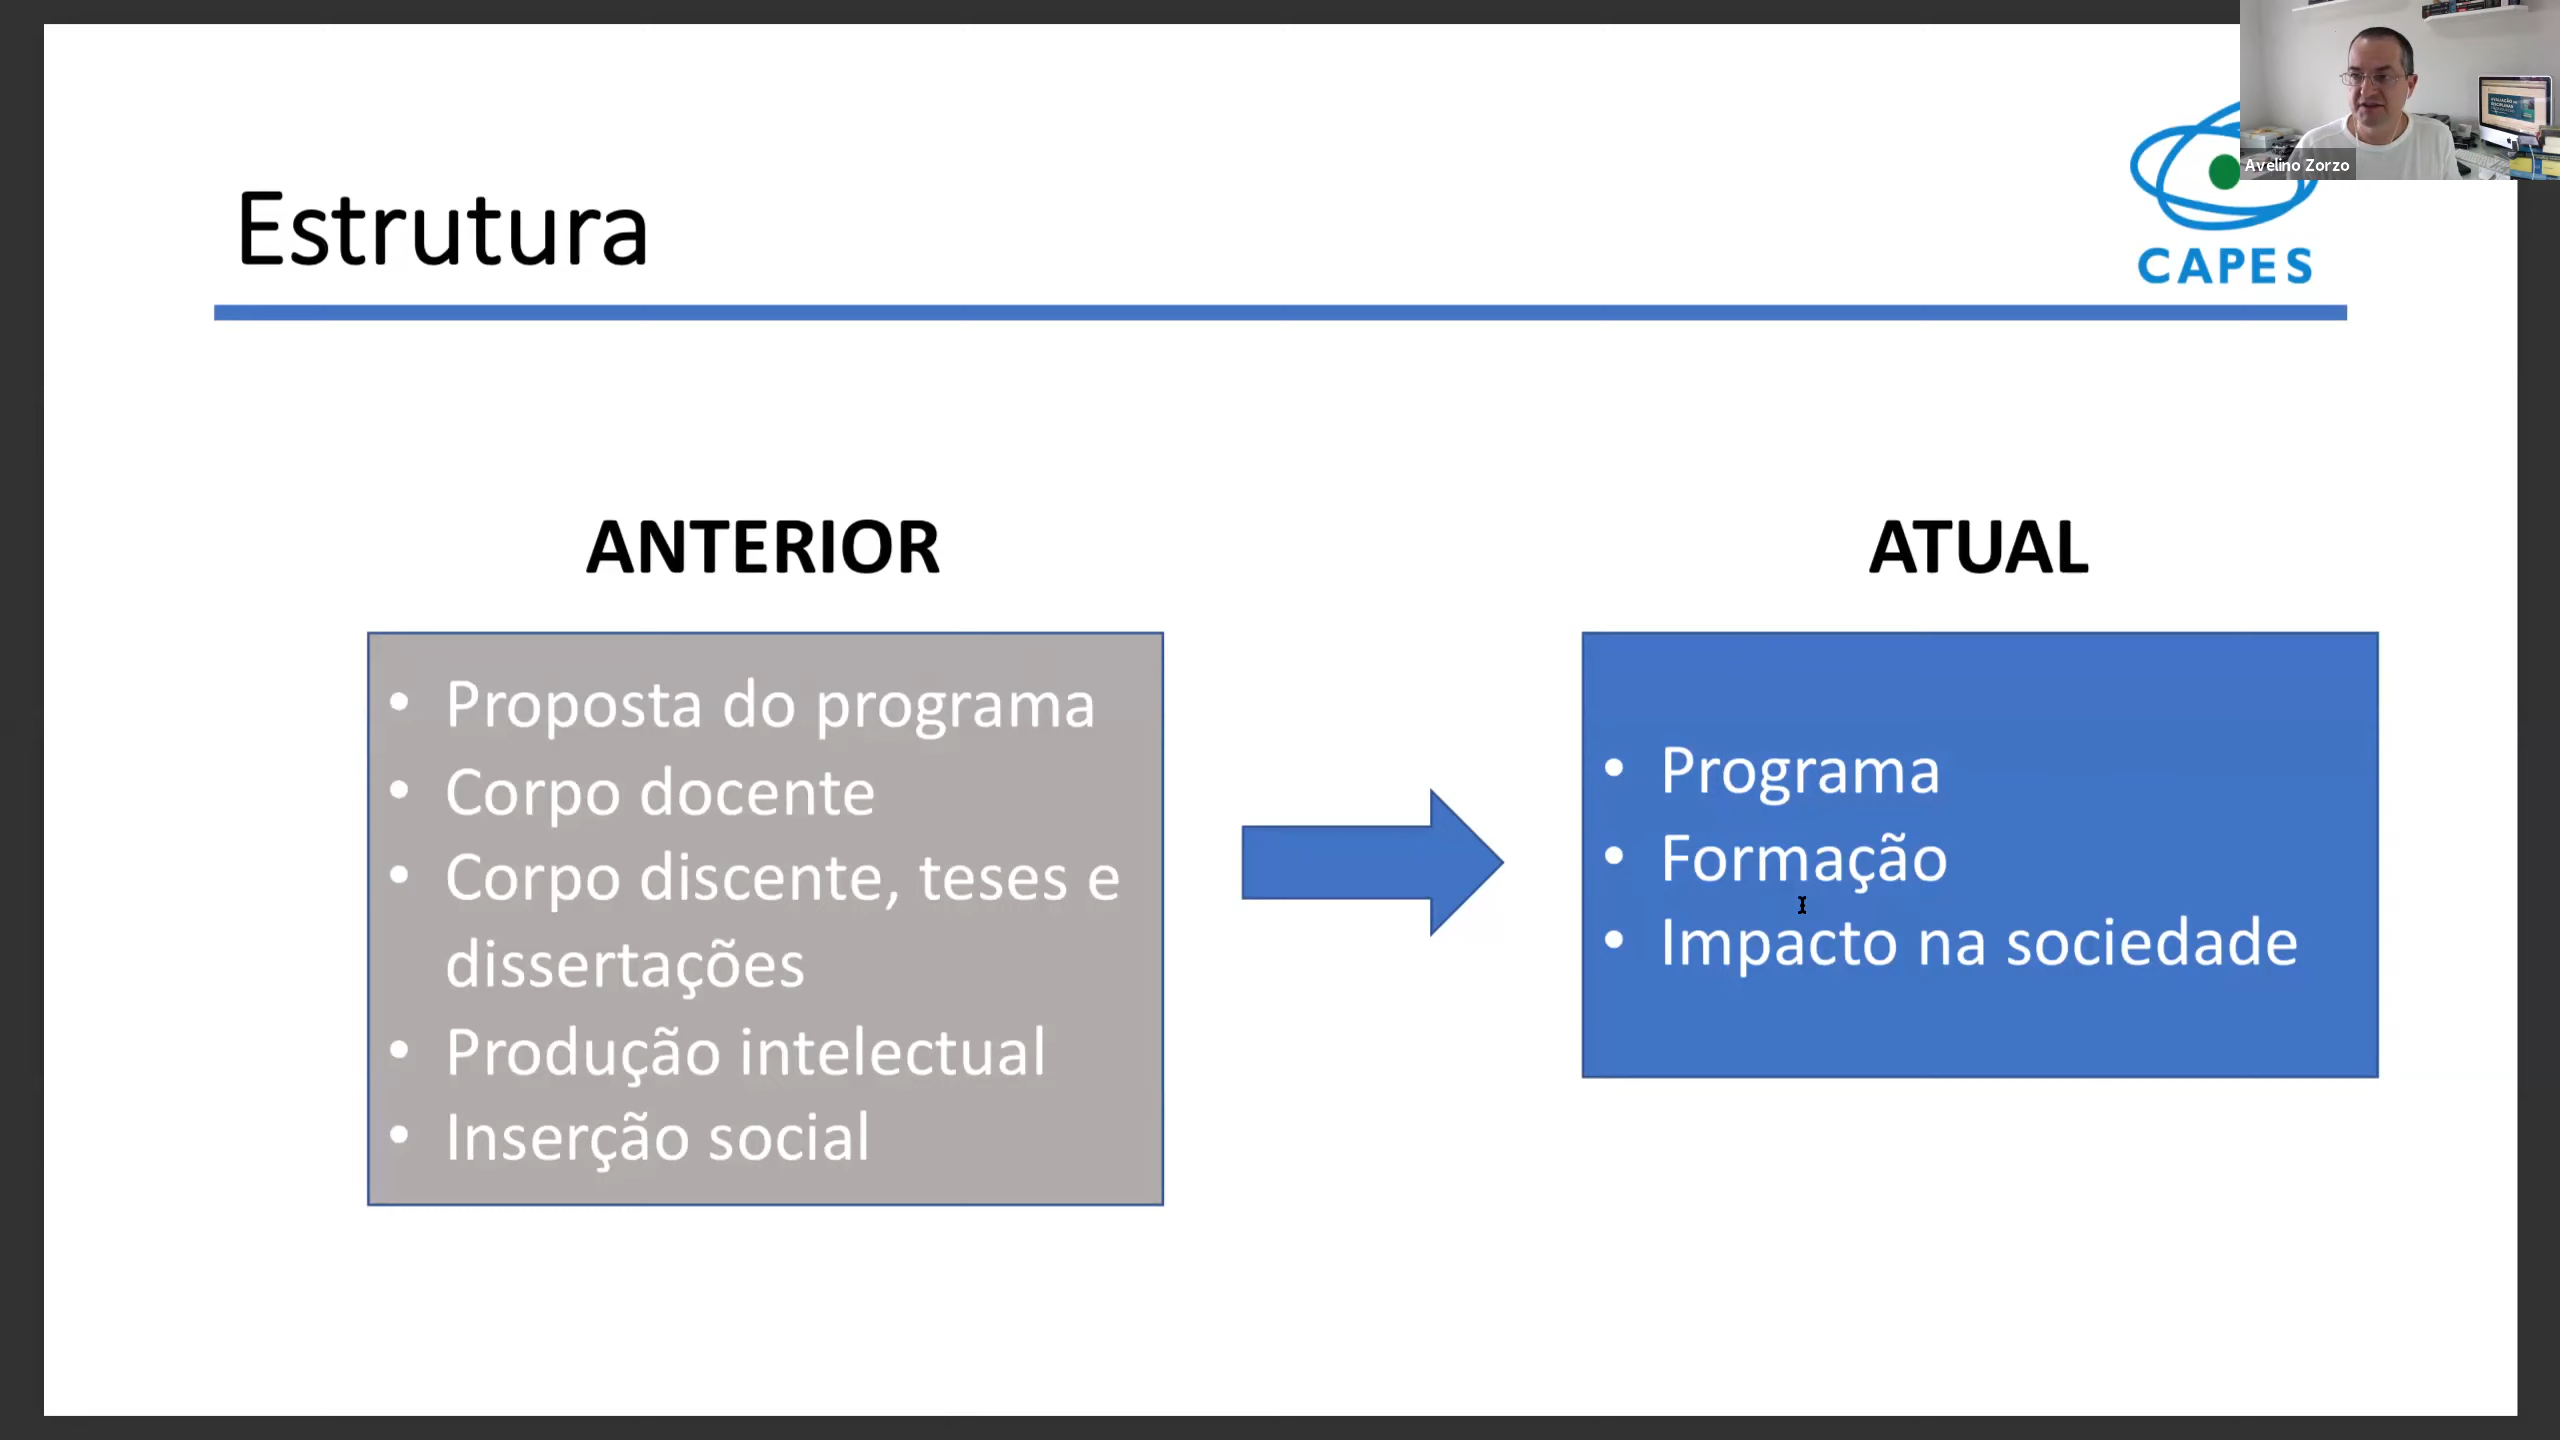 Avelino Zorzo
Estrutura
CAPES
ANTERIOR
ATUAL
• Proposta do programa
• Corpo docente
• Corpo discente, teses e
dissertações
• Produção intelectual
• Inserção social
• Programa
• Formação
• Impacto na sociedade